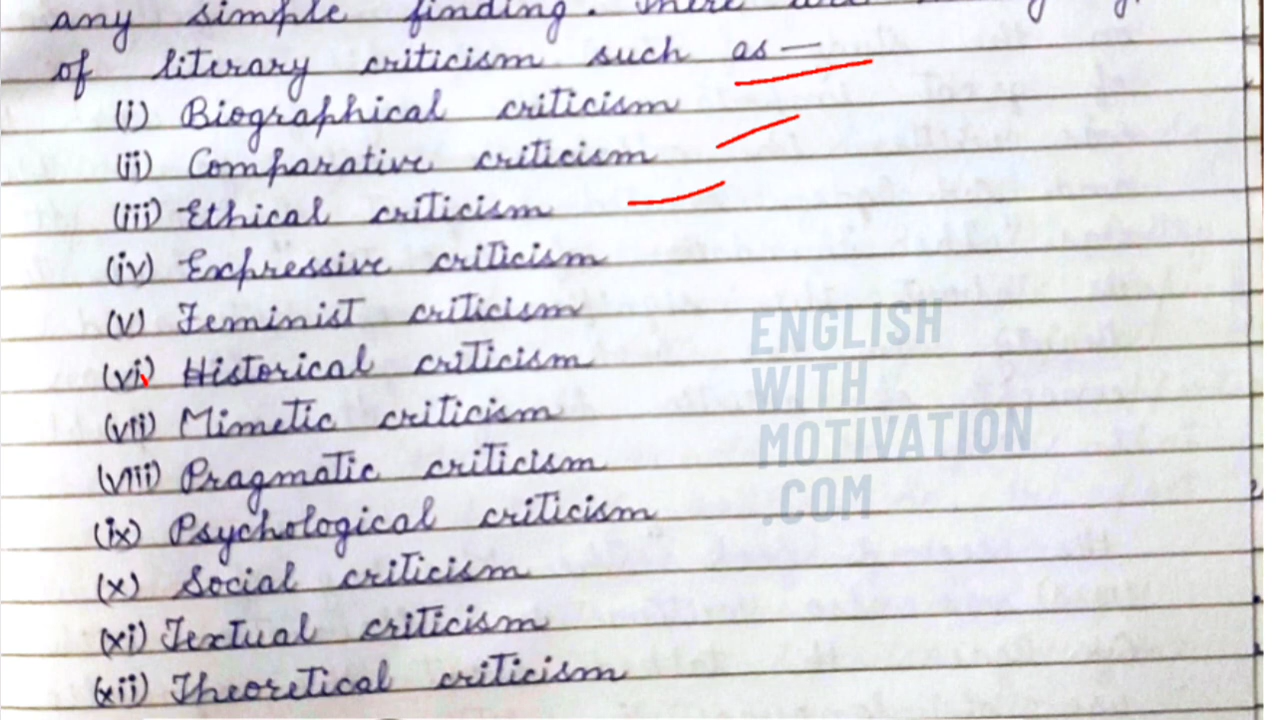 any simple finding. There are
of literary criticism such as —
(i) Biographical criticism
(ii) Comparative criticism
(iii) Ethical criticism
(iv) Expressive criticism
(v) Feminist criticism
(vi) Historical criticism
(vii) Mimetic criticism
(viii) Pragmatic criticism
(ix) Psychological criticism
(x) Social criticism
(xi) Textual criticism
(xii) Theoretical criticism
ENGLISH
WITH
MOTIVATION
.COM